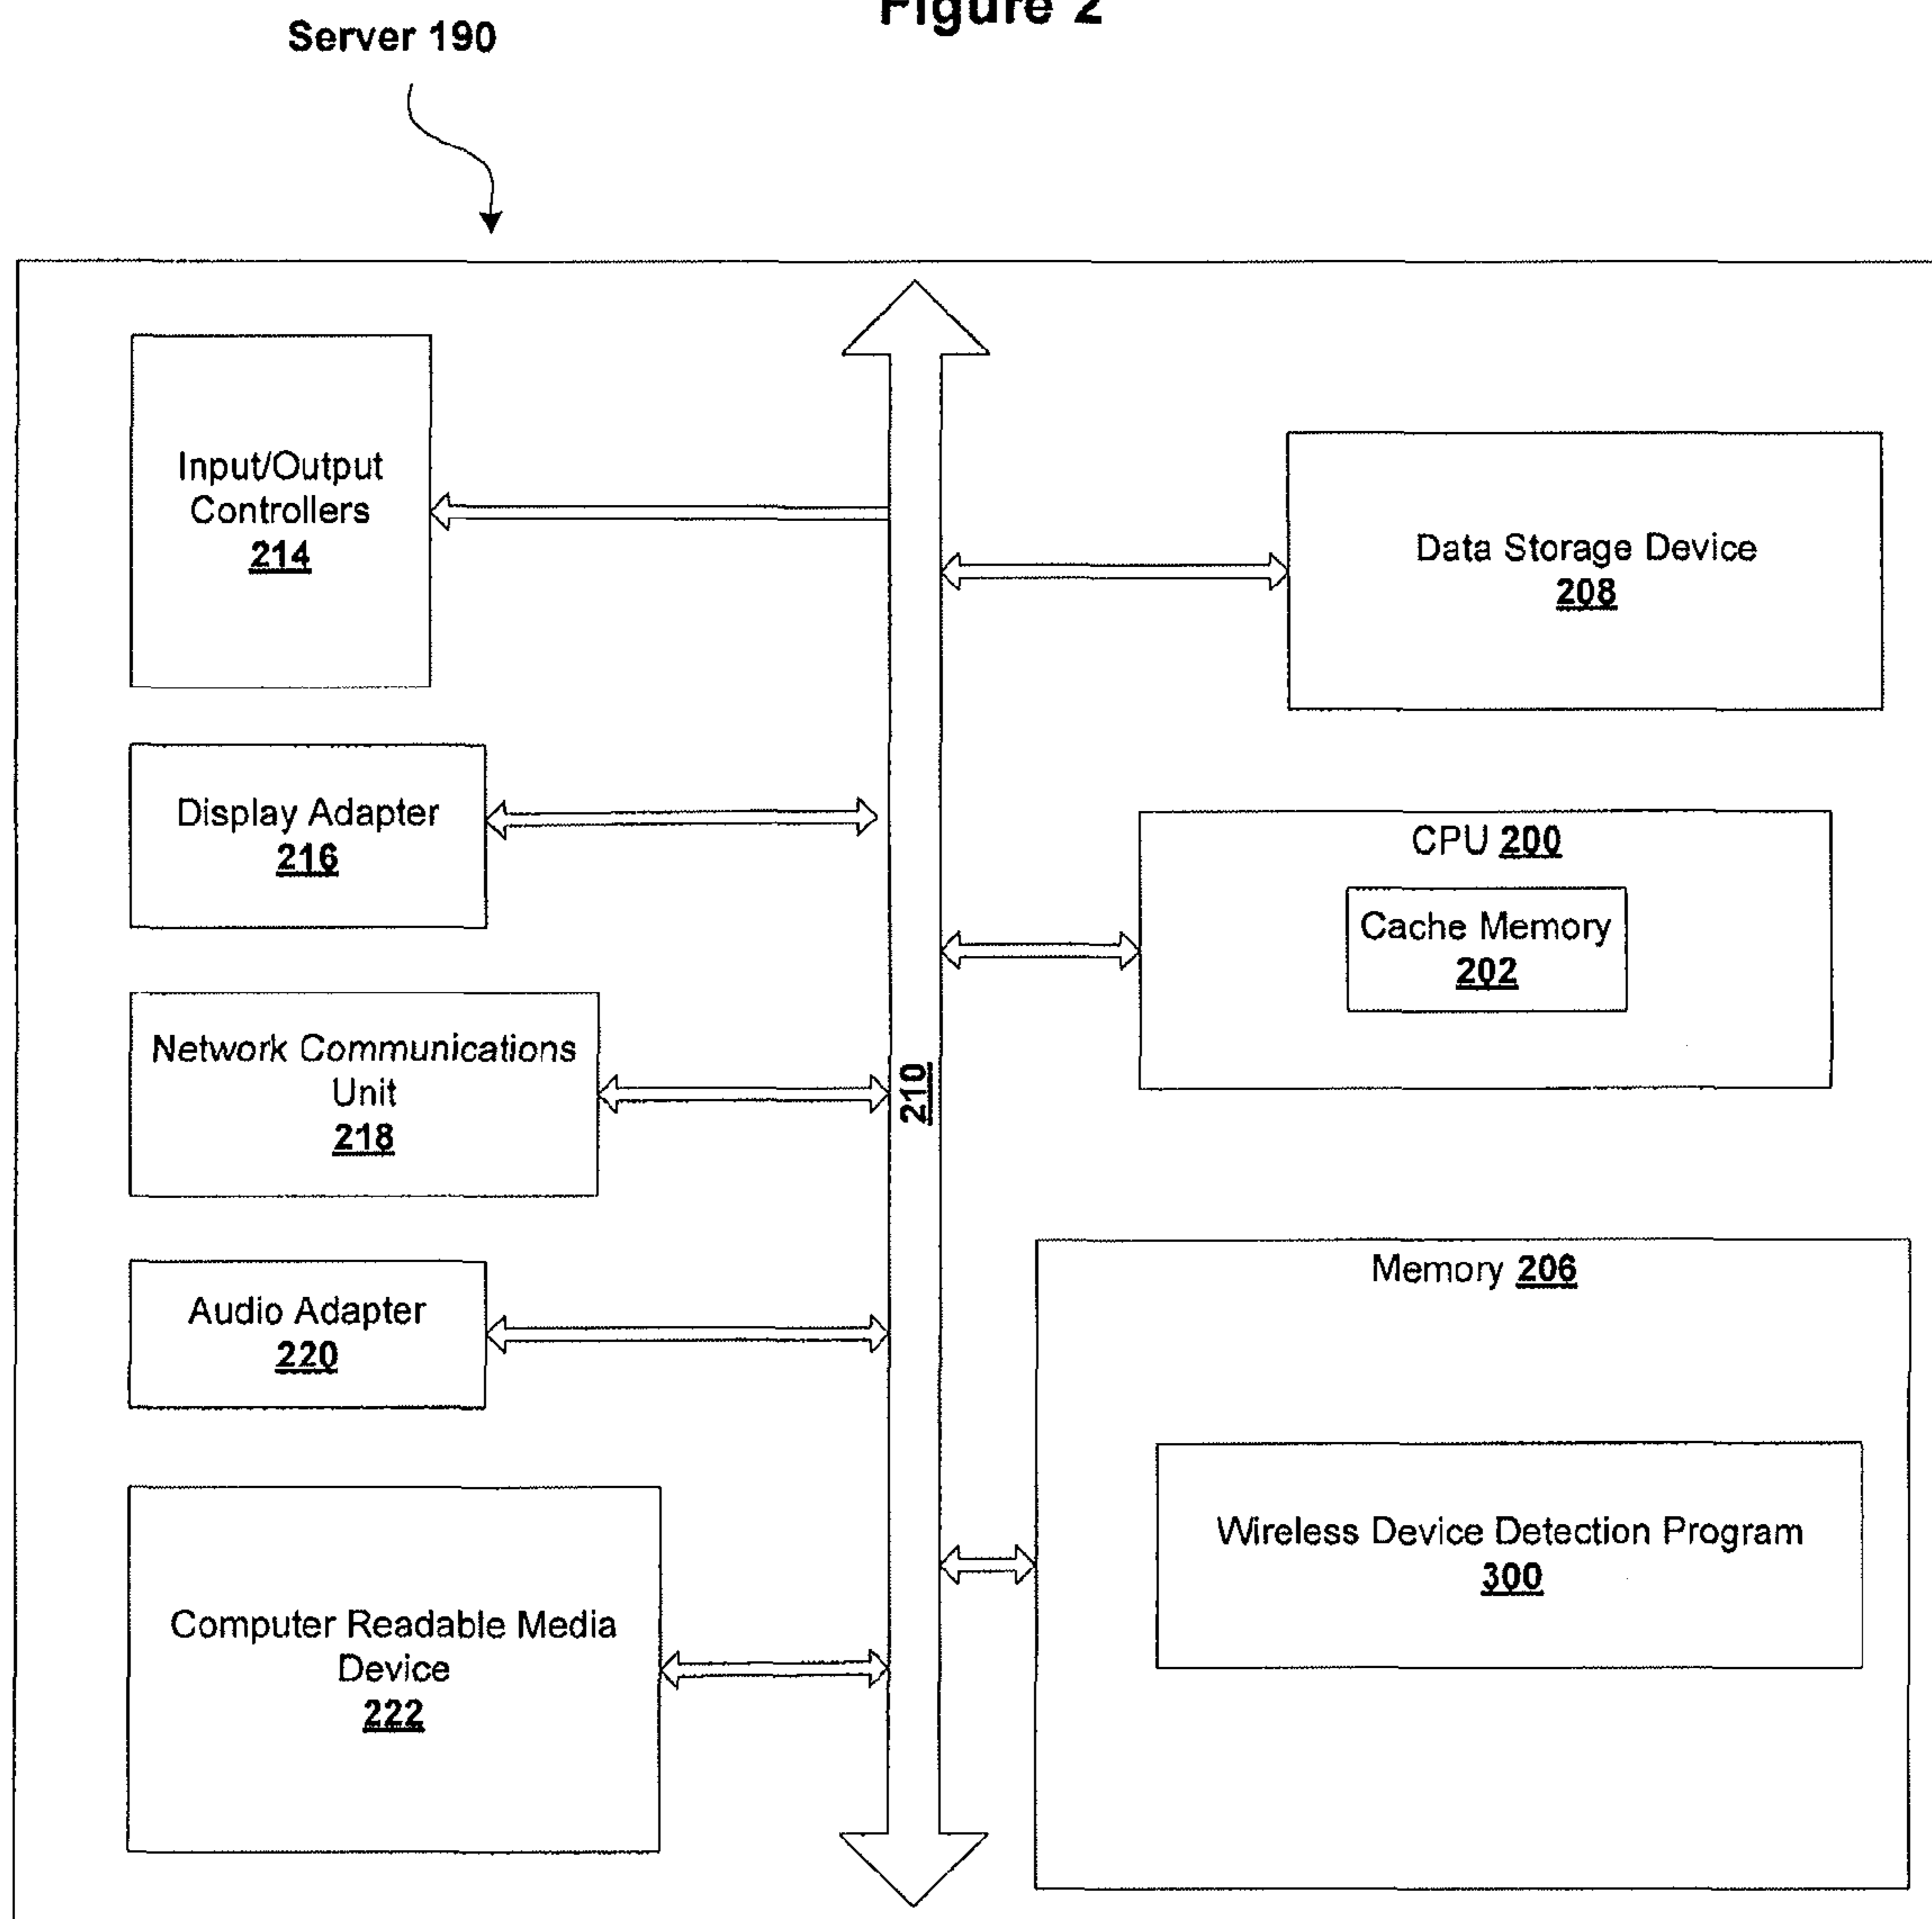 Figure 2
Server 190
Input/Output
Controllers
214
Data Storage Device
208
Display Adapter
216
CPU 200
Cache Memory
202
Network Communications
Unit
218
210
Memory 206
Audio Adapter
220
Wireless Device Detection Program
300
Computer Readable Media
Device
222